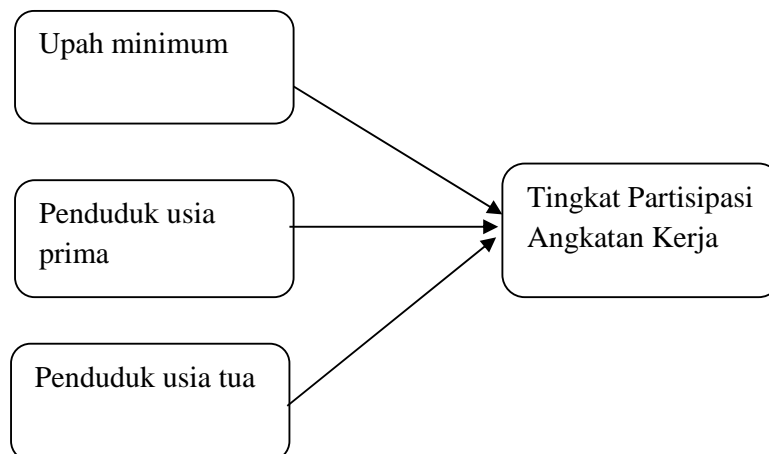 Upah minimum
Penduduk usia
prima
Penduduk usia tua
Tingkat Partisipasi
Angkatan Kerja